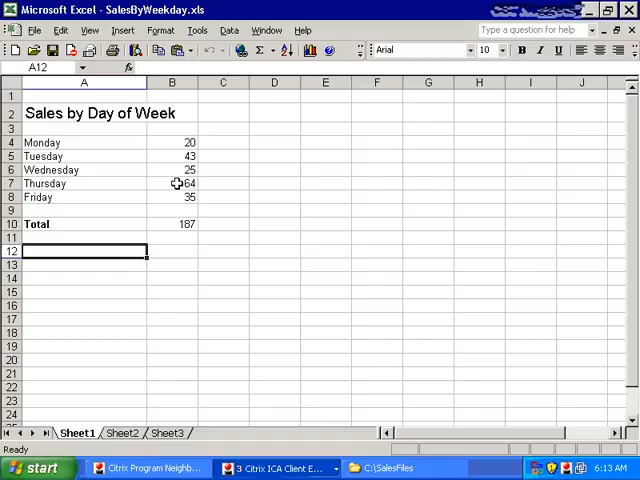 Microsoft Excel - SalesByWeekday.xls
File Edit View Insert Format Tools Data Window Help Type a question for help
Arial 10 B I U
A12 fx
A B C D E F G H I J
1
2 Sales by Day of Week
3
4 Monday 20
5 Tuesday 43
6 Wednesday 25
7 Thursday 64
8 Friday 35
9
10 Total 187
11
12
13
14
15
16
17
18
19
20
21
22
23
24
Sheet1 Sheet2 Sheet3
Ready
start Citrix Program Neighb... 3 Citrix ICA Client E... C:\SalesFiles 6:13 AM